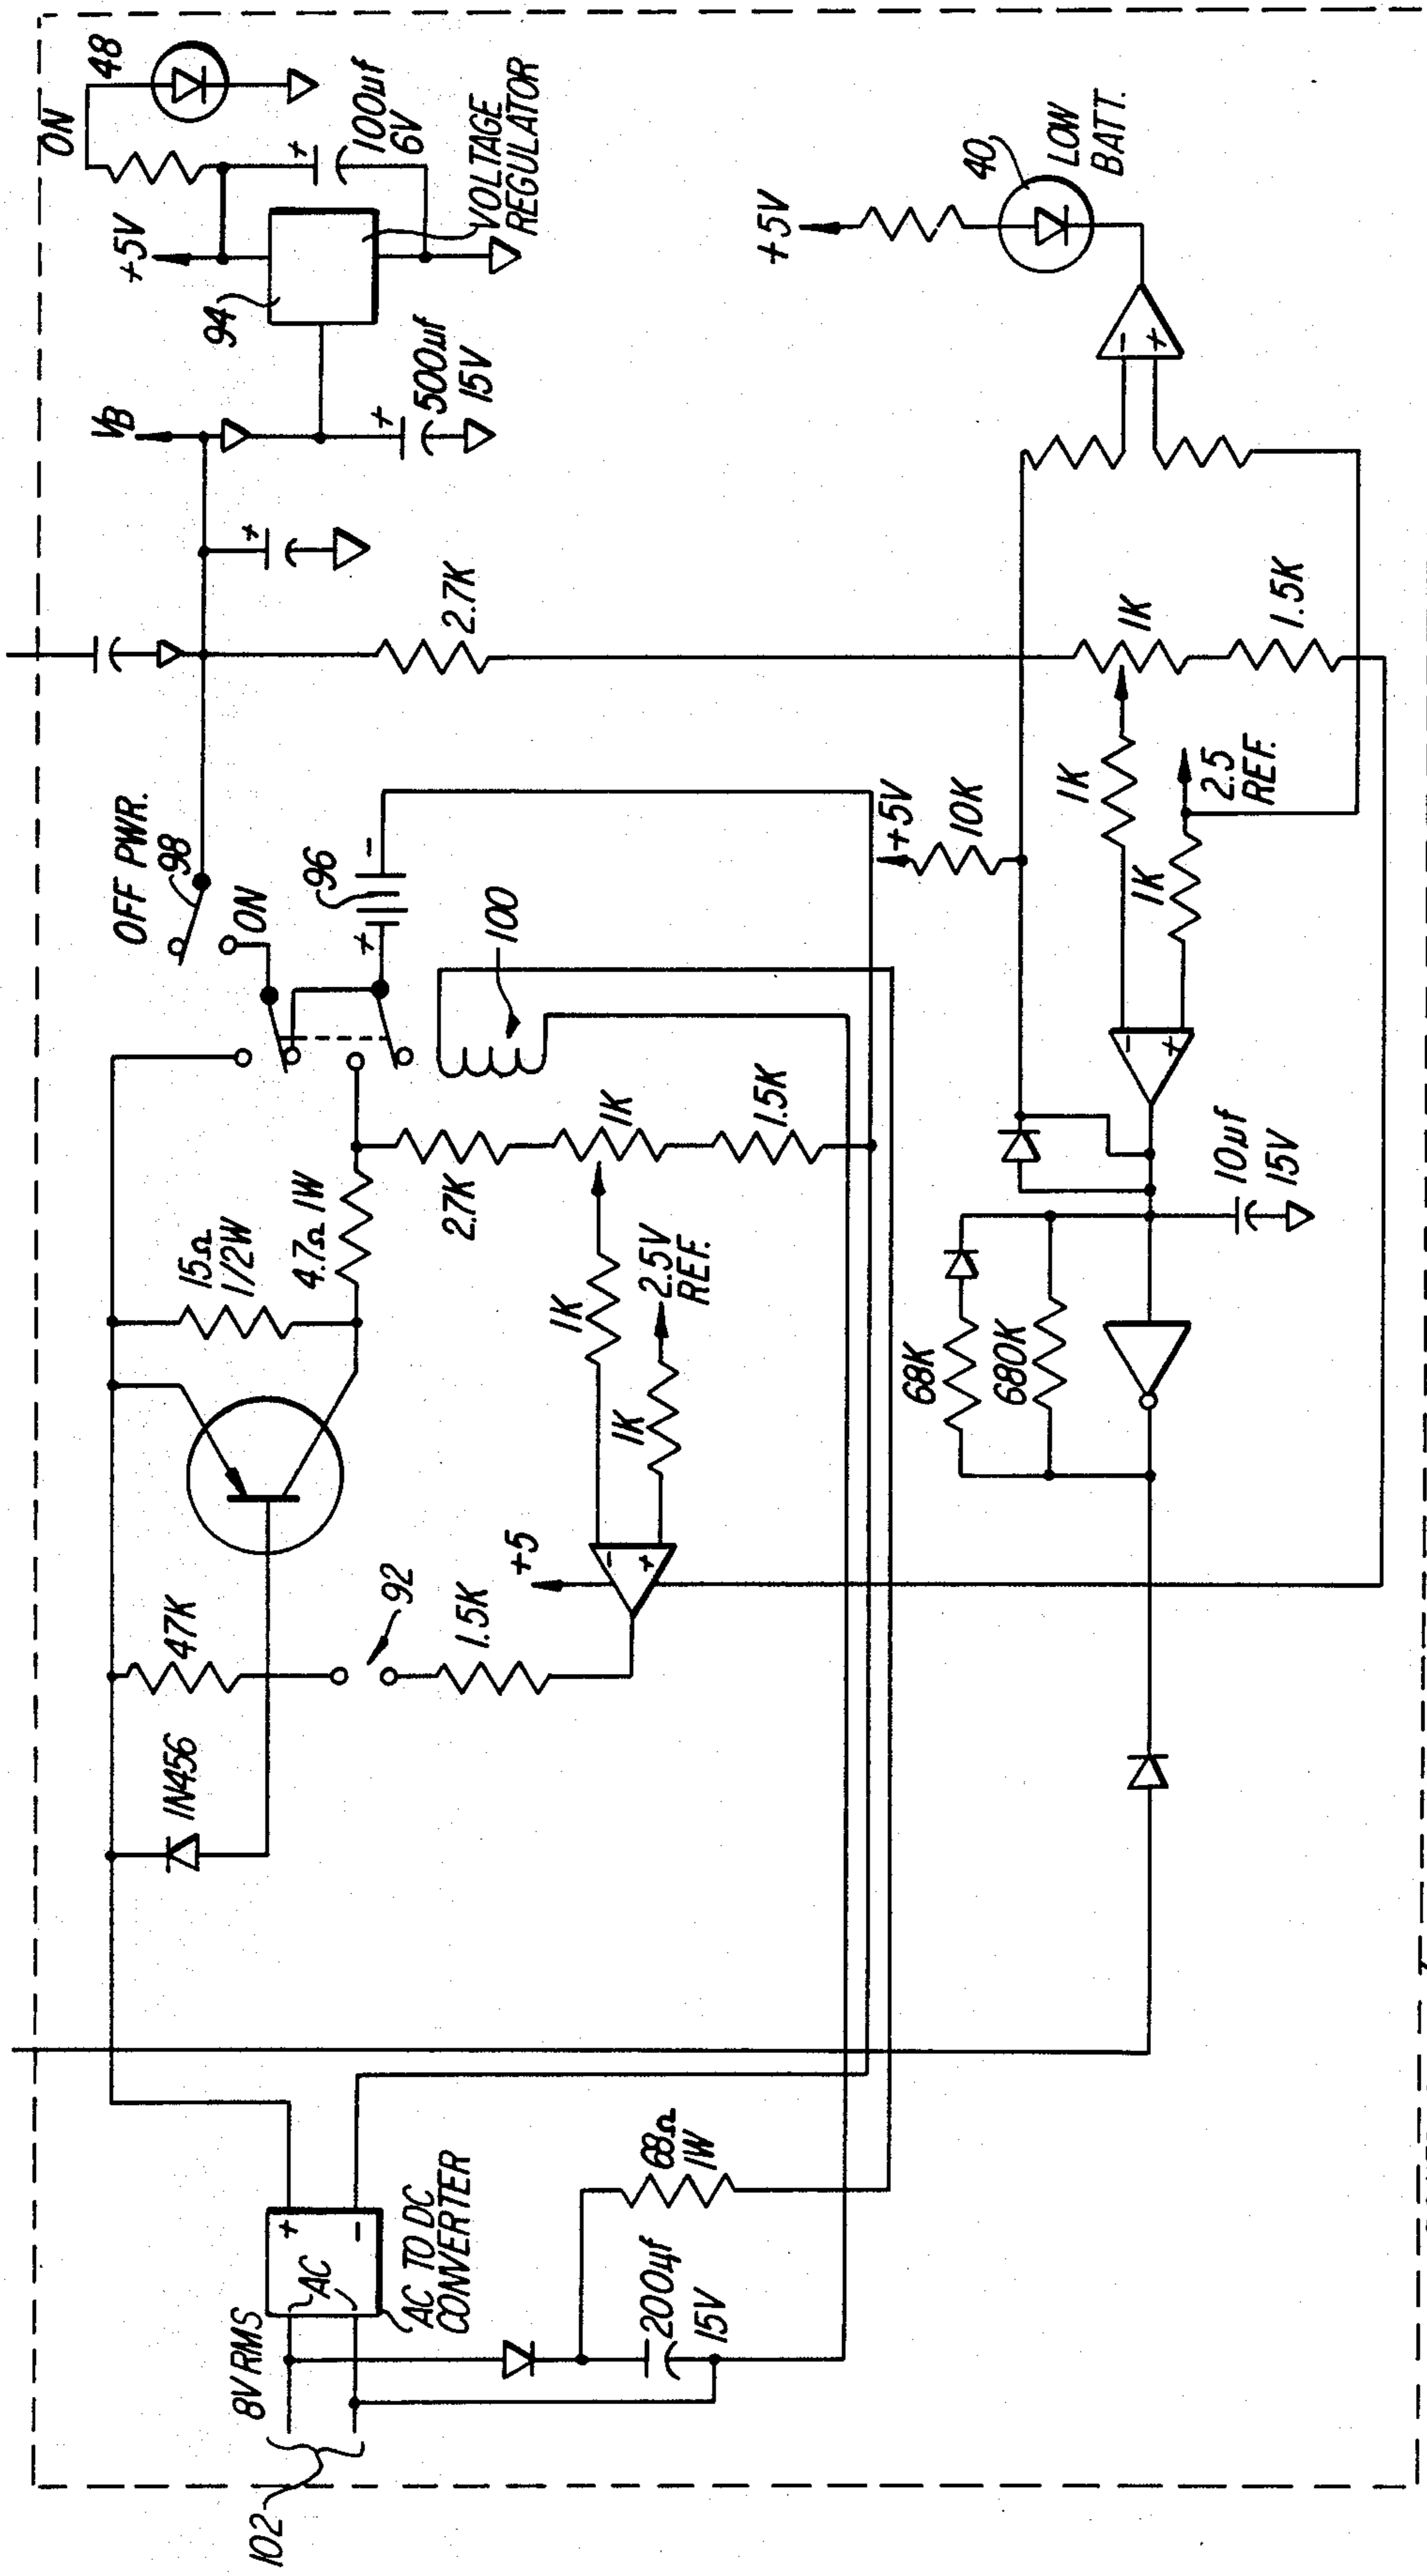 ON
48
+
100µf
6V
+5V
94
VOLTAGE
REGULATOR
VB
+
500µf
15V
+
2.7K
+5V
40
LOW
BATT.
-
+
OFF PWR.
98
ON
96
+
-
100
+5V
10K
1K
1.5K
1K
2.5
REF.
1K
-
+
15Ω
1/2W
4.7Ω 1W
2.7K
1K
1.5K
1K
2.5V
REF.
1K
-
+
+5
47K
92
1.5K
1N456
68K
680K
10µf
15V
8V RMS
AC
+
-
AC TO DC
CONVERTER
68Ω
1W
200µf
15V
102